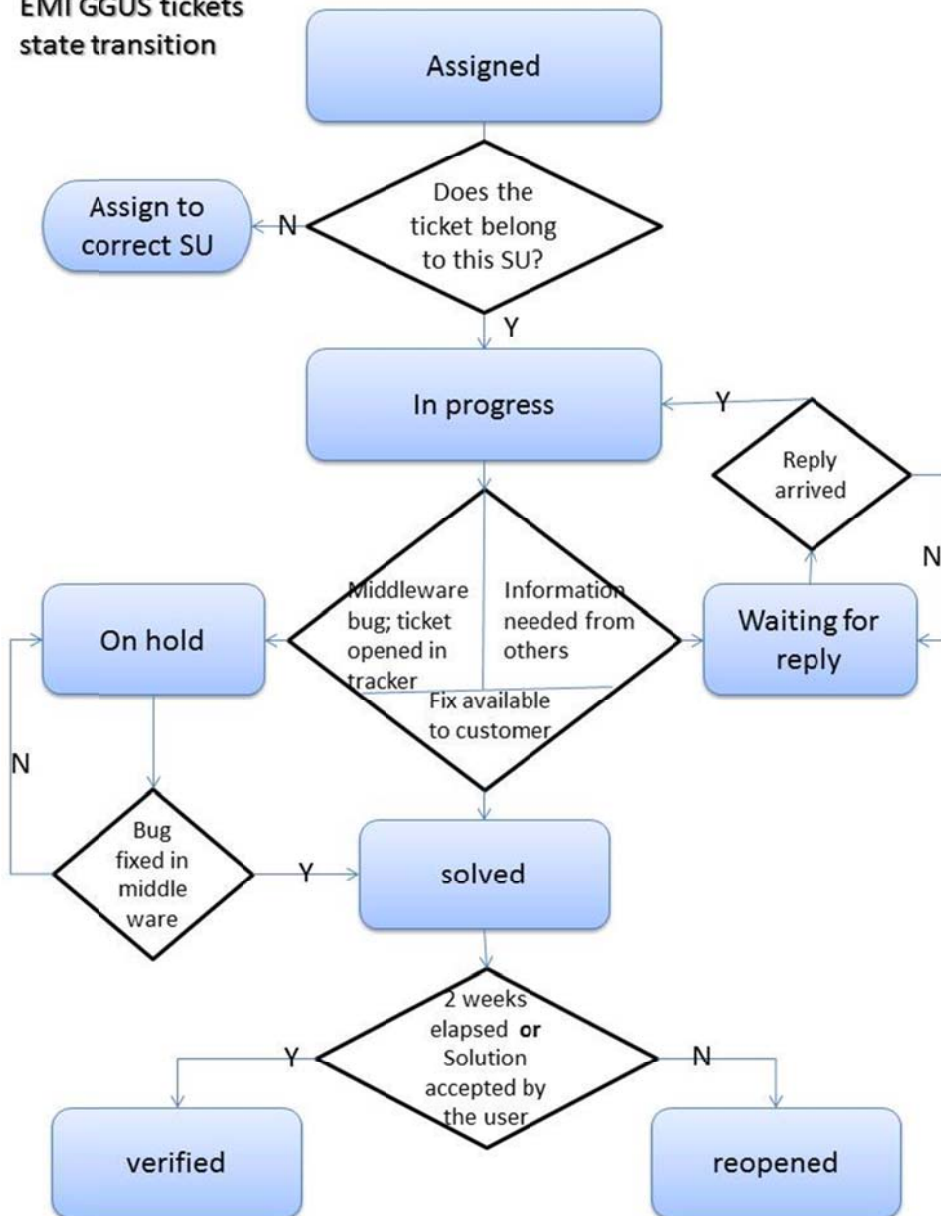 EMI GGUS tickets
state transition
Assigned
Does the
ticket belong
to this SU?
N
Assign to
correct SU
Y
In progress
Y
Reply
arrived
N
Middleware
bug; ticket
opened in
tracker
Information
needed from
others
Fix available
to customer
On hold
Waiting for
reply
N
Bug
fixed in
middle
ware
Y
solved
2 weeks
elapsed or
Solution
accepted by
the user
Y
N
verified
reopened